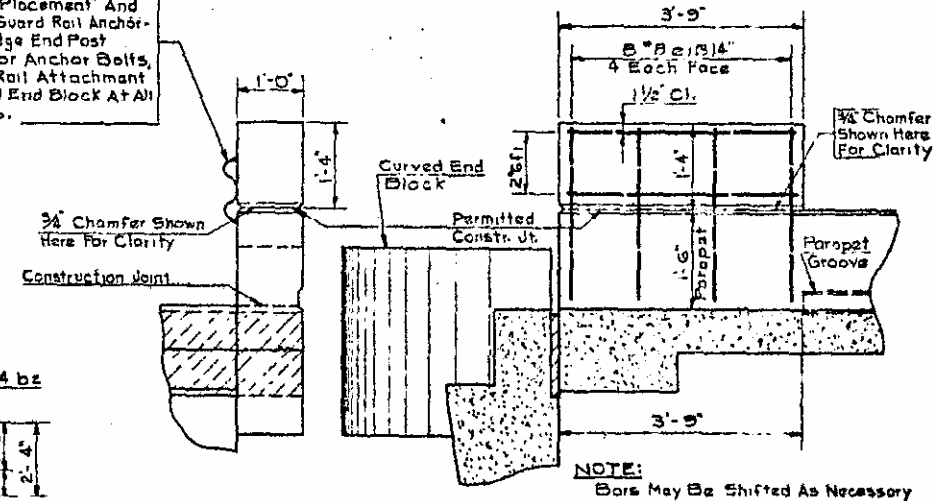 Placement And
Guard Rail Anchor-
dge End Post
or Anchor Bolts,
Rail Attachment
End Block At All
1'-0"
1'-4"
3/4" Chamfer Shown
Here For Clarity
Construction Joint
Curved End
Block
Permitted
Constr. Jt.
3'-9"
4 Each Face
1 1/2" Cl.
1'-4"
1'-6"
Parapet
3/4" Chamfer
Shown Here
For Clarity
Parapet
Groove
3'-9"
4 be
2'-4"
NOTE:
Bars May Be Shifted As Necessary